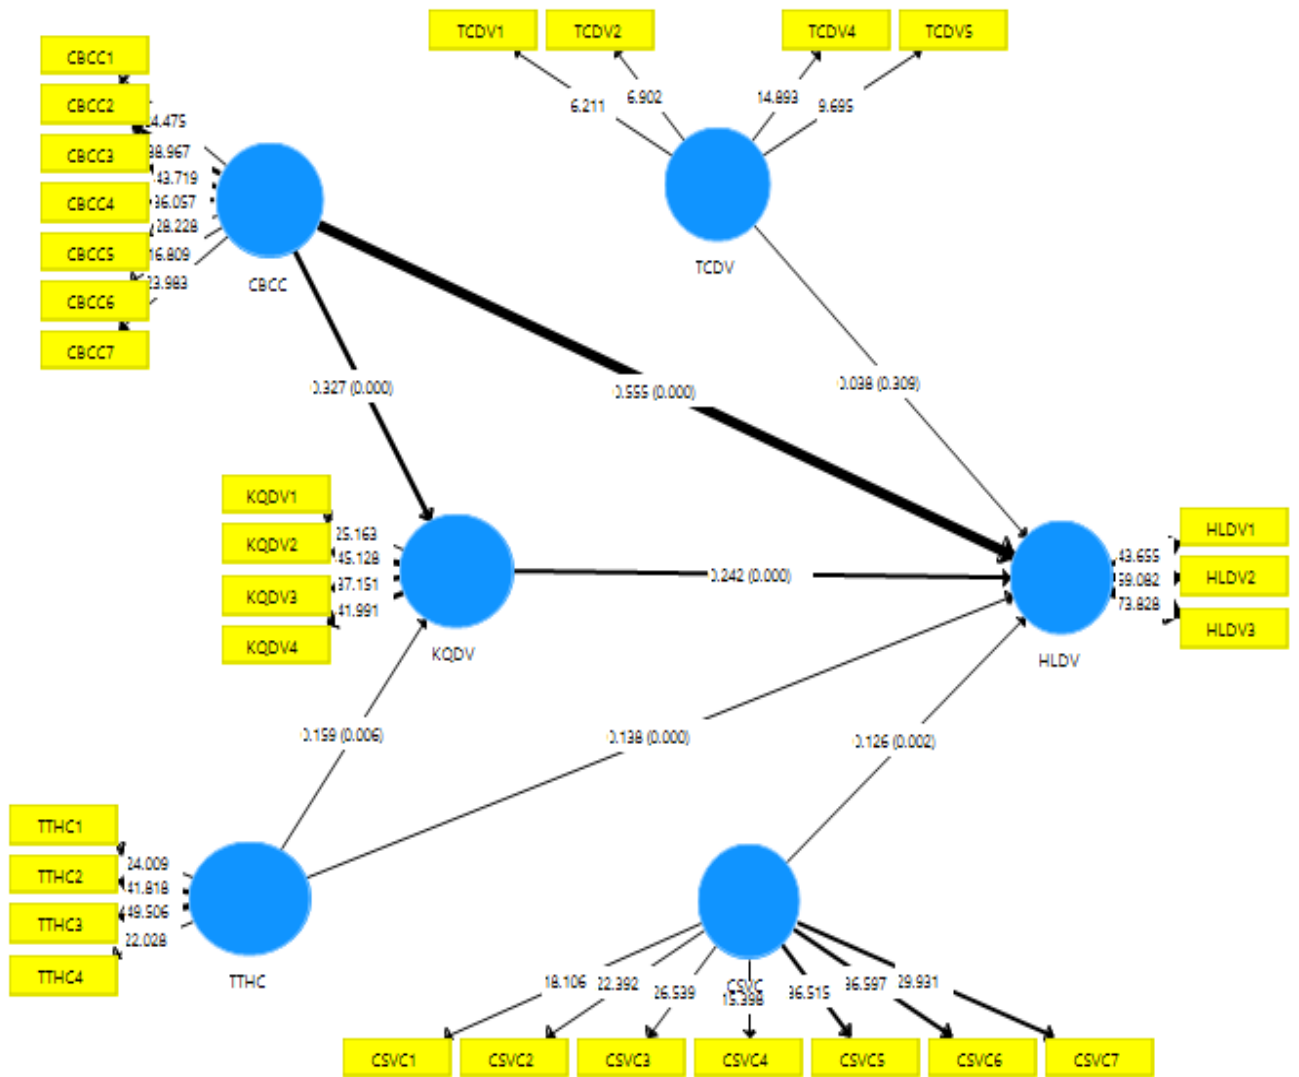 TCDV1
TCDV2
TCDV4
TCDV5
6.211
6.902
14.893
9.695
TCDV
CBCC1
CBCC2
CBCC3
CBCC4
CBCC5
CBCC6
CBCC7
4.475
38.967
43.719
36.057
28.228
16.809
23.983
CBCC
0.327 (0.000)
0.555 (0.000)
0.038 (0.309)
KQDV1
KQDV2
KQDV3
KQDV4
25.163
45.128
37.151
41.991
KQDV
0.242 (0.000)
HLDV1
HLDV2
HLDV3
43.655
59.082
73.828
HLDV
0.159 (0.006)
0.138 (0.000)
0.126 (0.002)
TTHC1
TTHC2
TTHC3
TTHC4
24.009
41.818
49.506
22.028
TTHC
CSVC
18.106
22.392
26.539
15.398
36.515
36.597
29.931
CSVC1
CSVC2
CSVC3
CSVC4
CSVC5
CSVC6
CSVC7